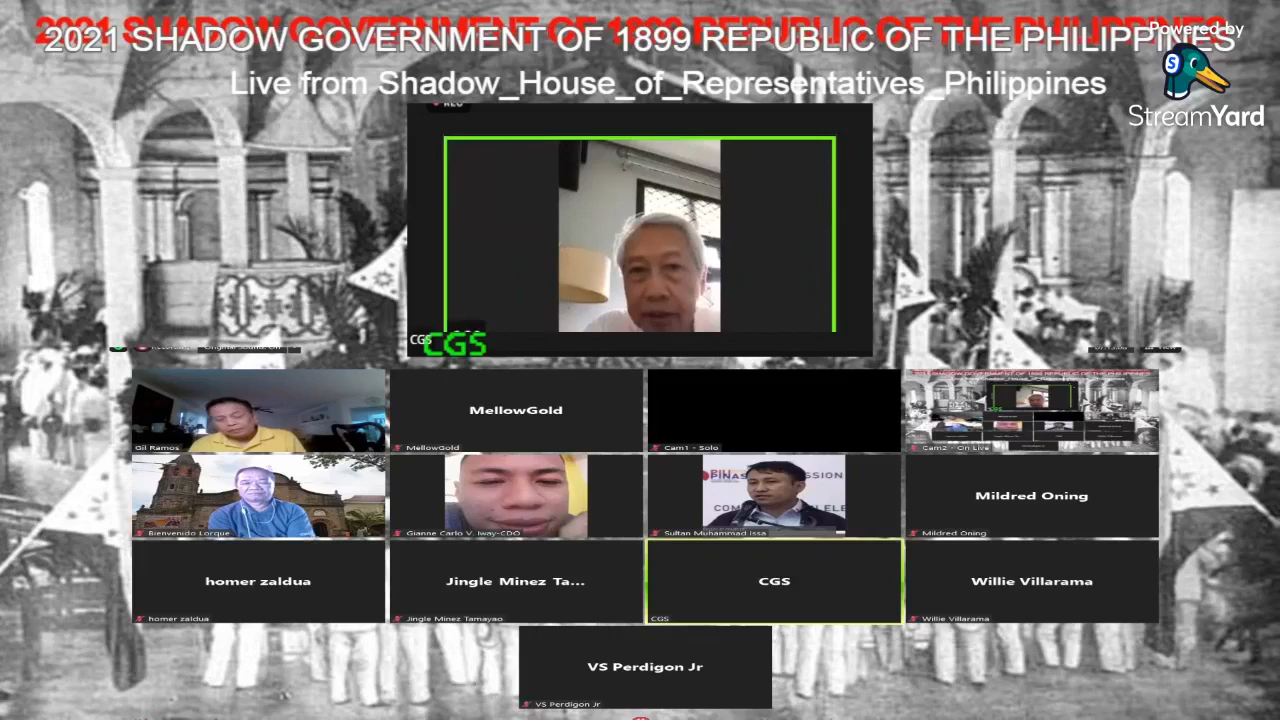 2021 SHADOW GOVERNMENT OF 1899 REPUBLIC OF THE PHILIPPINES
Powered by
Live from Shadow_House_of_Representatives_Philippines
S
StreamYard
REC
CGS
CGS
MellowGold
Gil Ramos
MellowGold
Cam1 - Solo
Cam2 - On Live
Mildred Oning
Bienvenido Lorque
Gianne Carlo V. Iway-CDO
Sultan Muhammad Issa
Mildred Oning
homer zaldua
Jingle Minez Ta...
CGS
Willie Villarama
homer zaldua
Jingle Minez Tamayao
CGS
Willie Villarama
VS Perdigon Jr
VS Perdigon Jr